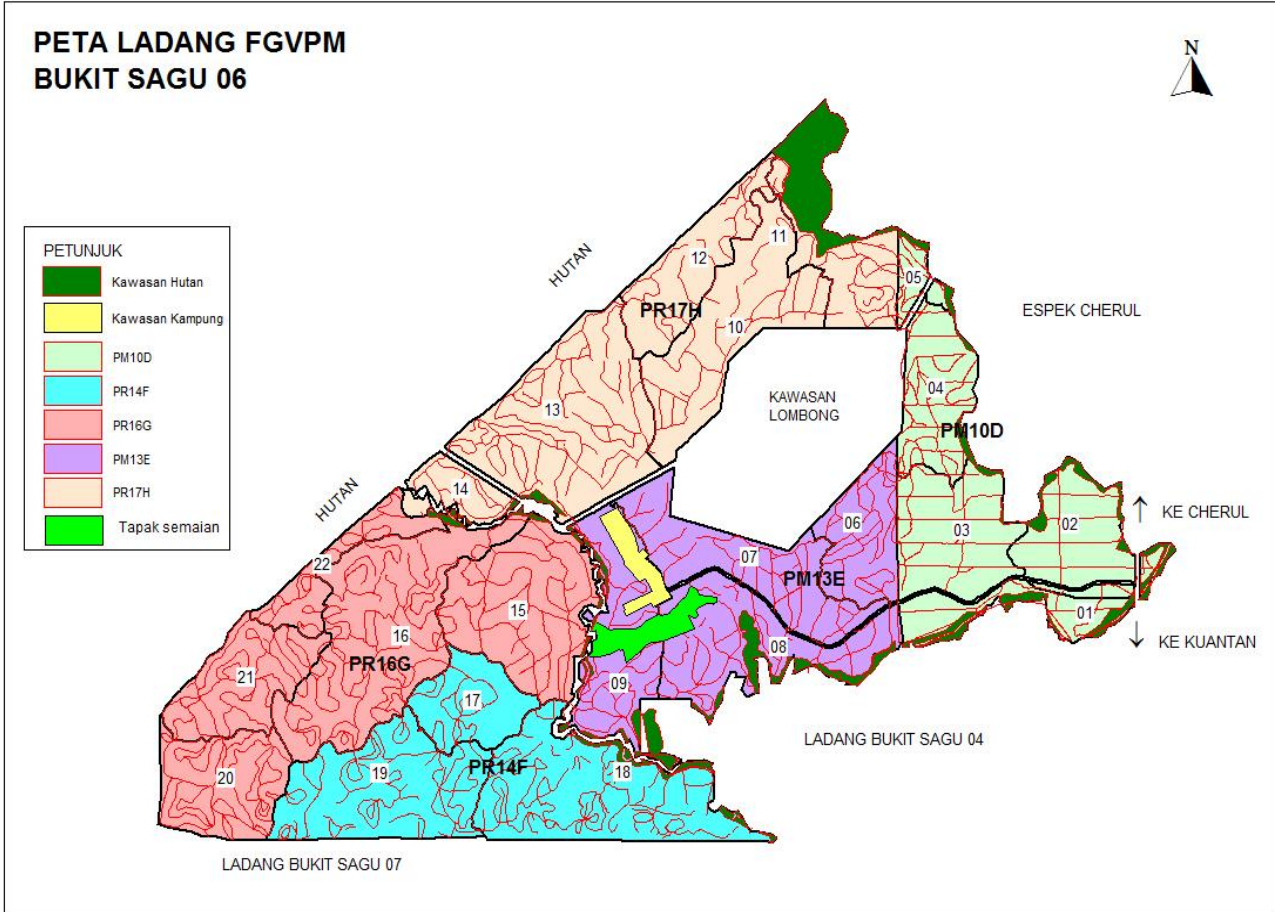 PETA LADANG FGVPM
BUKIT SAGU 06
N
PETUNJUK
Kawasan Hutan
Kawasan Kampung
PM10D
PR14F
PR16G
PM13E
PR17H
Tapak semaian
HUTAN
HUTAN
ESPEK CHERUL
KAWASAN
LOMBONG
KE CHERUL
KE KUANTAN
LADANG BUKIT SAGU 04
LADANG BUKIT SAGU 07
PR17H
PM10D
PM13E
PR16G
PR14F
11
12
05
10
04
13
14
06
02
03
07
22
15
01
16
08
21
09
17
18
19
20